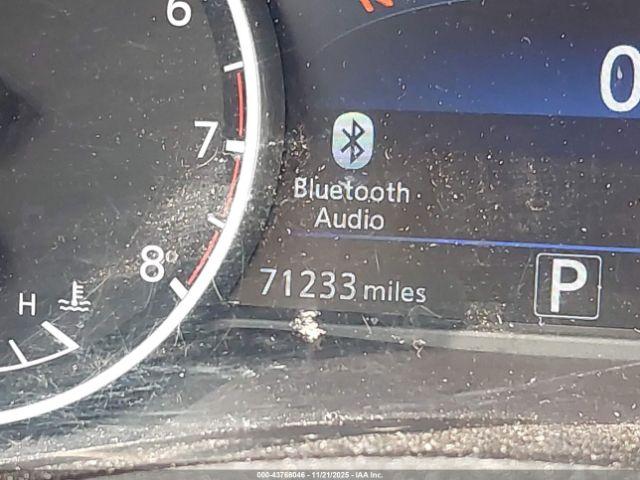 6
0
7
Bluetooth
Audio
8
71233 miles
P
H
000-43768046 - 11/21/2025 - IAA Inc.